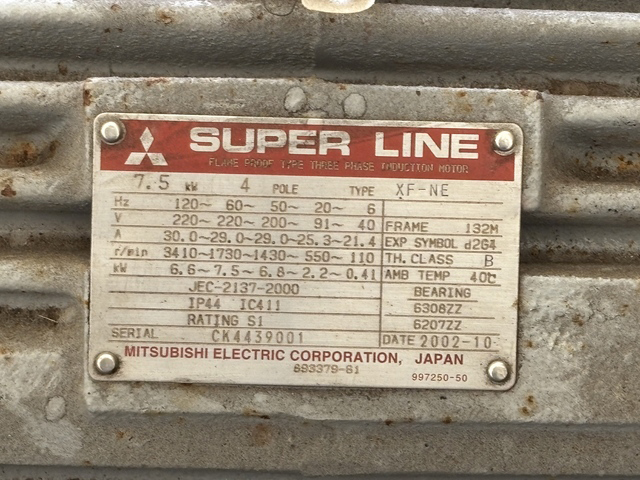 SUPER LINE
FLAME PROOF TYPE THREE PHASE INDUCTION MOTOR
7.5 kW 4 POLE TYPE XF-NE
Hz 120~ 60~ 50~ 20~ 6
V 220~ 220~ 200~ 91~ 40
A 30.0~29.0~29.0~25.3~21.4
r/min 3410~1730~1430~ 550~ 110
kW 6.6~ 7.5~ 6.8~ 2.2~ 0.41
JEC-2137-2000
IP44 IC411
RATING S1
SERIAL CK4439001
FRAME 132M
EXP SYMBOL d2G4
TH. CLASS B
AMB TEMP 40℃
BEARING
6308ZZ
6207ZZ
DATE 2002-10
MITSUBISHI ELECTRIC CORPORATION, JAPAN
693379-61
997250-50